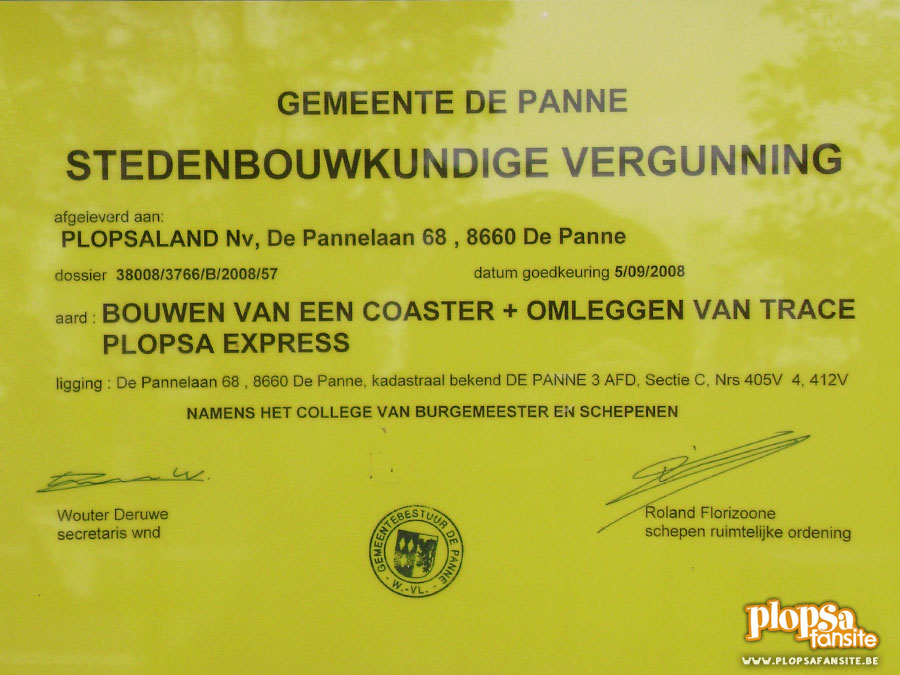 GEMEENTE DE PANNE
STEDENBOUWKUNDIGE VERGUNNING
afgeleverd aan:
PLOPSALAND Nv, De Pannelaan 68 , 8660 De Panne
dossier 38008/3766/B/2008/57 datum goedkeuring 5/09/2008
aard : BOUWEN VAN EEN COASTER + OMLEGGEN VAN TRACE
PLOPSA EXPRESS
ligging : De Pannelaan 68 , 8660 De Panne, kadastraal bekend DE PANNE 3 AFD, Sectie C, Nrs 405V 4, 412V
NAMENS HET COLLEGE VAN BURGEMEESTER EN SCHEPENEN
Wouter Deruwe
secretaris wnd
GEMEENTEBESTUUR DE PANNE
- W.-VL. -
Roland Florizoone
schepen ruimtelijke ordening
plopsa
fansite
WWW.PLOPSAFANSITE.BE